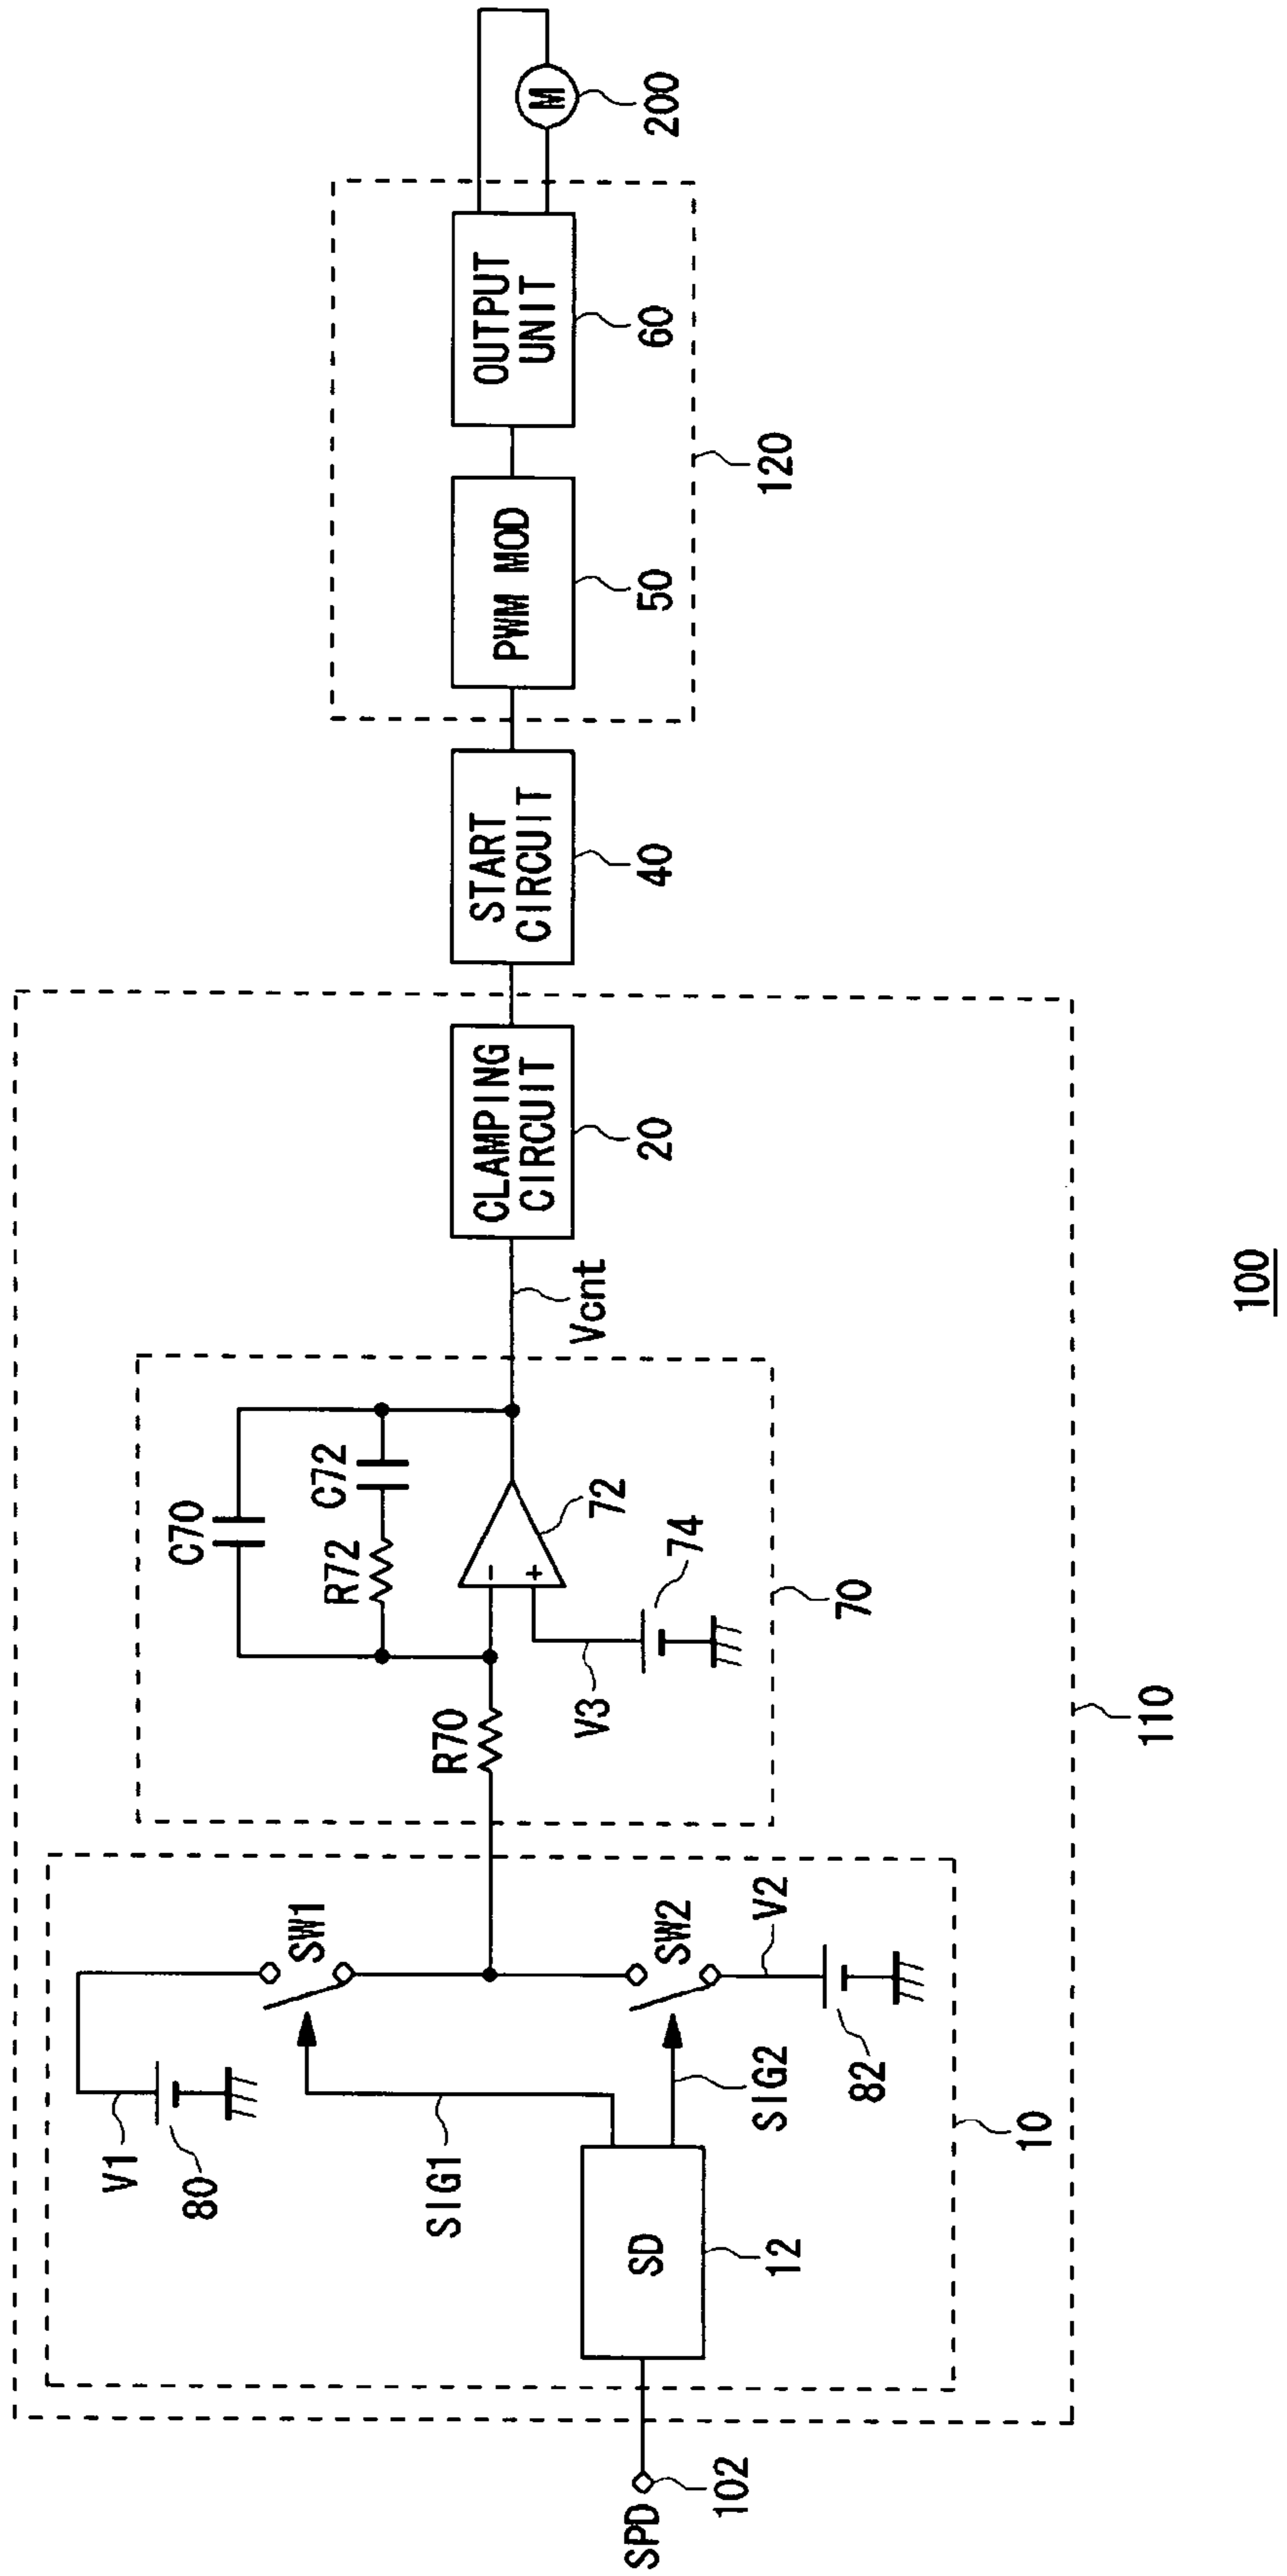 V1
80
SW1
SIG1
SPD
102
SD
12
SIG2
SW2
V2
82
10
R70
C70
R72
C72
-
+
72
V3
74
70
Vcnt
CLAMPING
CIRCUIT
20
110
START
CIRCUIT
40
PWM MOD
50
OUTPUT
UNIT
60
120
M
200
100